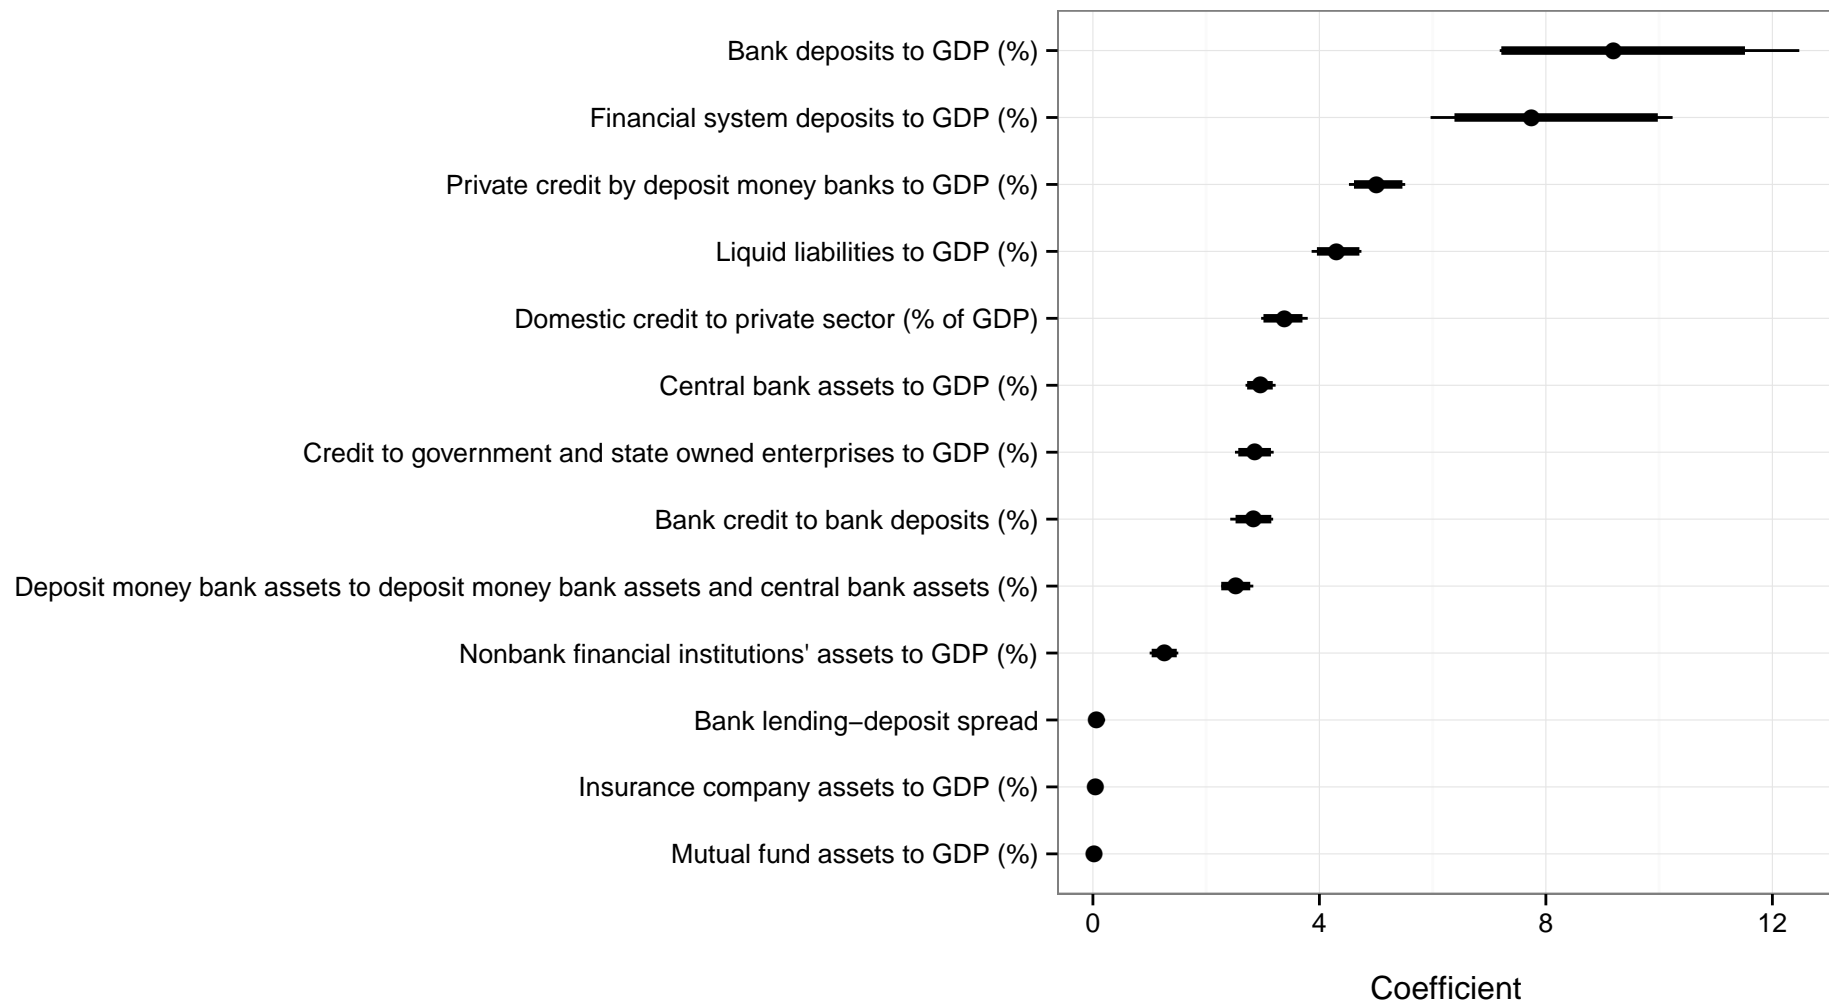 Bank deposits to GDP (%)
Financial system deposits to GDP (%)
Private credit by deposit money banks to GDP (%)
Liquid liabilities to GDP (%)
Domestic credit to private sector (% of GDP)
Central bank assets to GDP (%)
Credit to government and state owned enterprises to GDP (%)
Bank credit to bank deposits (%)
Deposit money bank assets to deposit money bank assets and central bank assets (%)
Nonbank financial institutions' assets to GDP (%)
Bank lending−deposit spread
Insurance company assets to GDP (%)
Mutual fund assets to GDP (%)
0 4 8 12
Coefficient